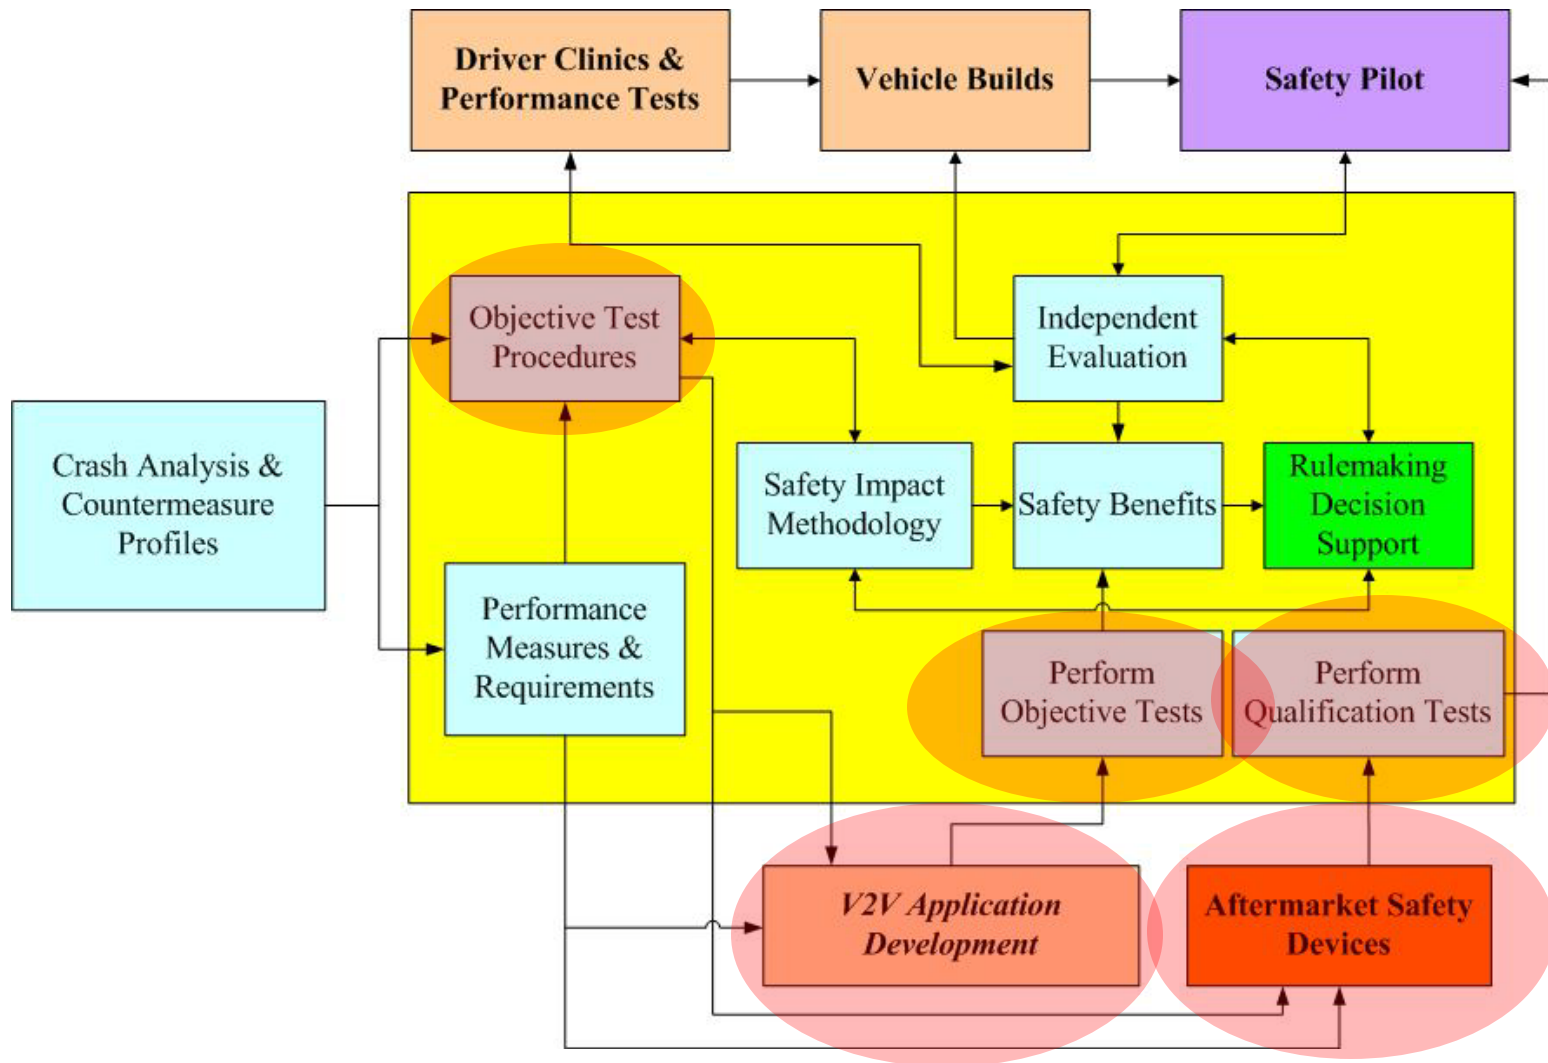 Driver Clinics &
Performance Tests
Vehicle Builds
Safety Pilot
Objective Test
Procedures
Independent
Evaluation
Crash Analysis &
Countermeasure
Profiles
Safety Impact
Methodology
Safety Benefits
Rulemaking
Decision
Support
Performance
Measures &
Requirements
Perform
Objective Tests
Perform
Qualification Tests
V2V Application
Development
Aftermarket Safety
Devices